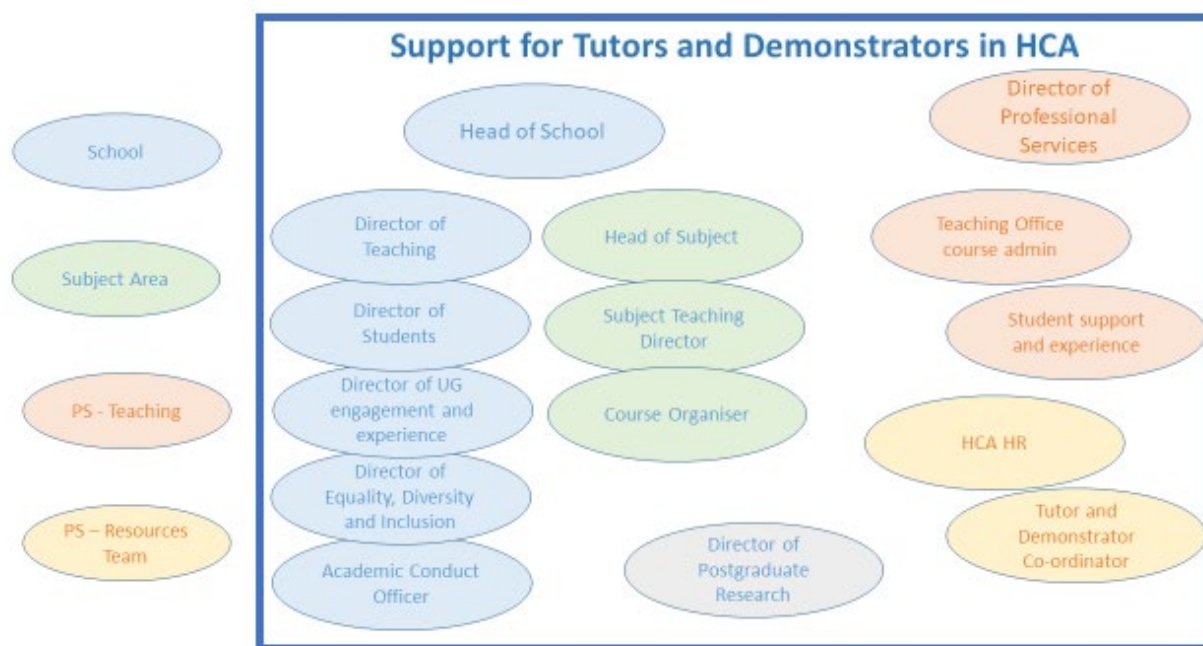 Support for Tutors and Demonstrators in HCA
School
Subject Area
PS - Teaching
PS – Resources
Team
Head of School
Director of
Teaching
Director of
Students
Director of UG
engagement and
experience
Director of
Equality, Diversity
and Inclusion
Academic Conduct
Officer
Head of Subject
Subject Teaching
Director
Course Organiser
Director of
Postgraduate
Research
Director of
Professional
Services
Teaching Office
course admin
Student support
and experience
HCA HR
Tutor and
Demonstrator
Co-ordinator